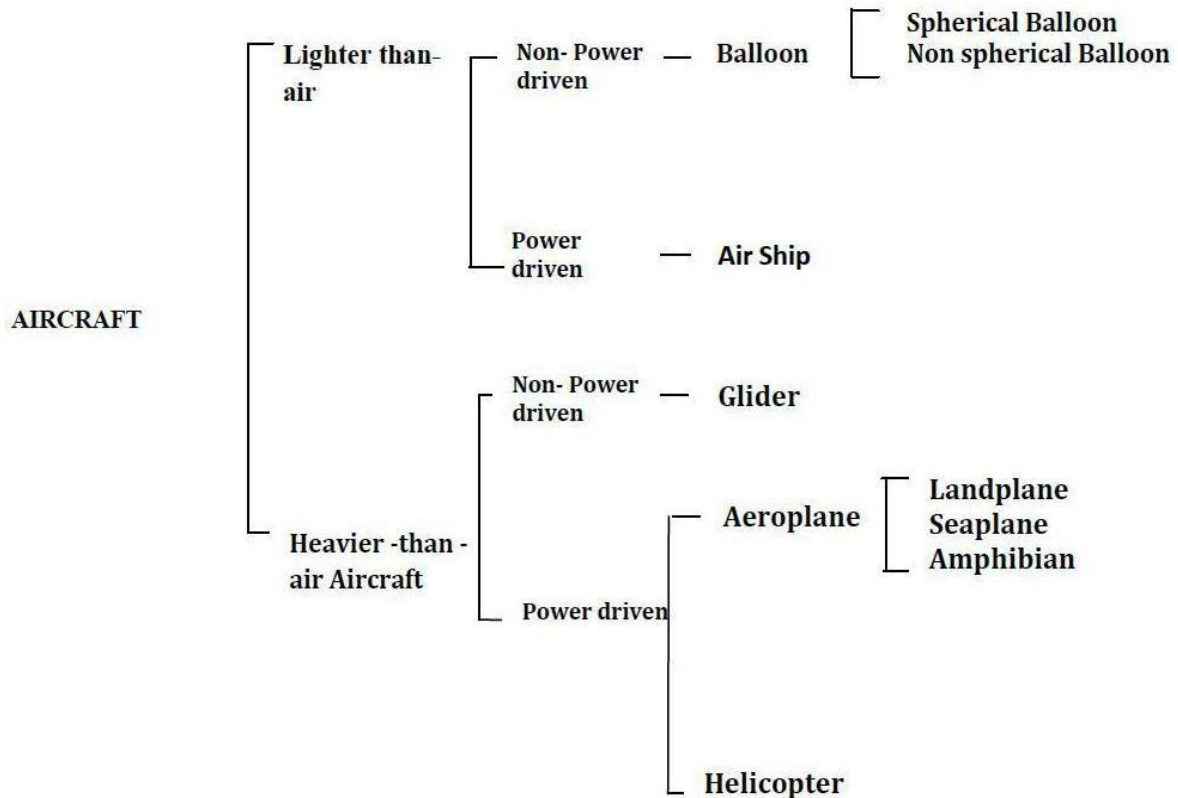 Spherical Balloon
Non spherical Balloon
Lighter than-
air
Non- Power
driven
Balloon
Power
driven
Air Ship
AIRCRAFT
Non- Power
driven
Glider
Aeroplane
Landplane
Seaplane
Amphibian
Heavier -than -
air Aircraft
Power driven
Helicopter